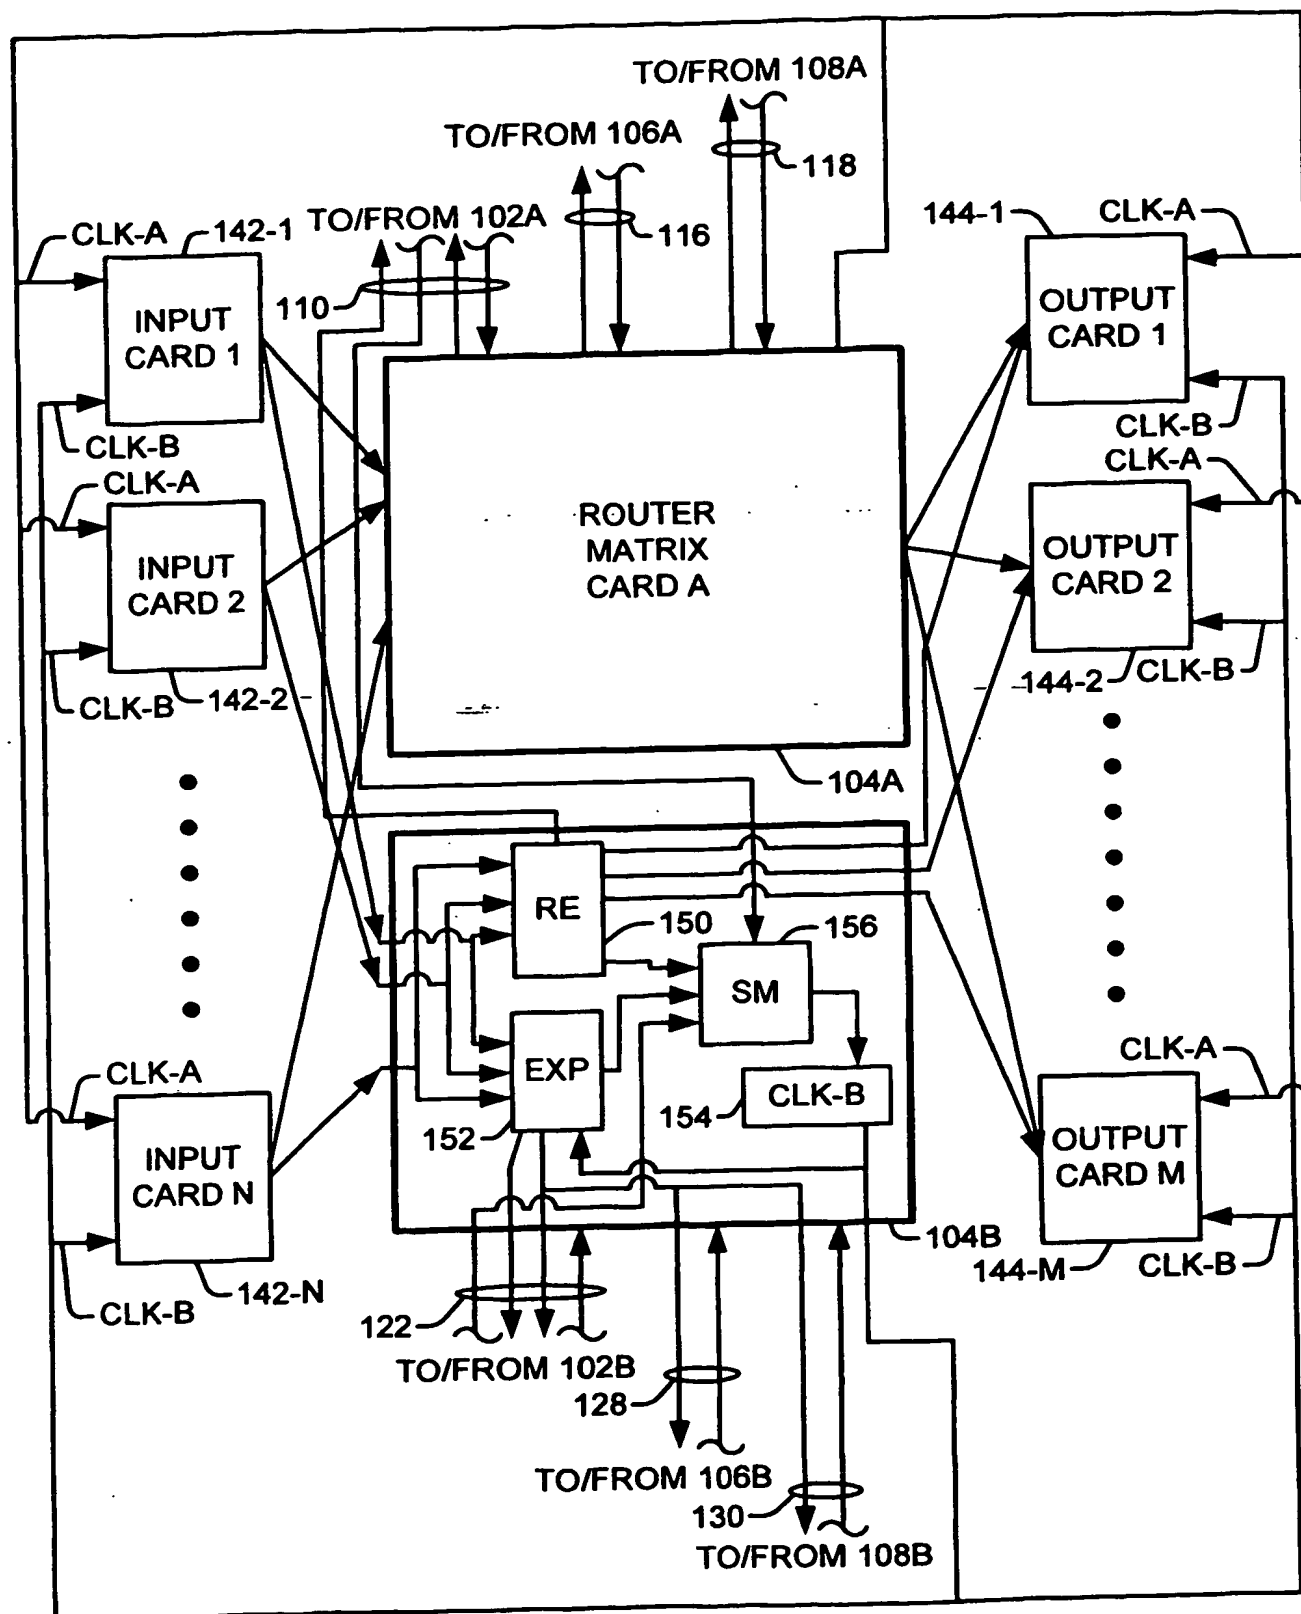 TO/FROM 108A
TO/FROM 106A
118
TO/FROM 102A
116
110
CLK-A
142-1
144-1
CLK-A
INPUT
CARD 1
OUTPUT
CARD 1
CLK-B
CLK-B
CLK-A
CLK-A
ROUTER
MATRIX
CARD A
INPUT
CARD 2
OUTPUT
CARD 2
CLK-B
142-2
144-2
CLK-B
104A
RE
150
156
SM
EXP
152
154
CLK-B
104B
CLK-A
CLK-A
INPUT
CARD N
OUTPUT
CARD M
CLK-B
142-N
144-M
CLK-B
122
TO/FROM 102B
128
TO/FROM 106B
130
TO/FROM 108B